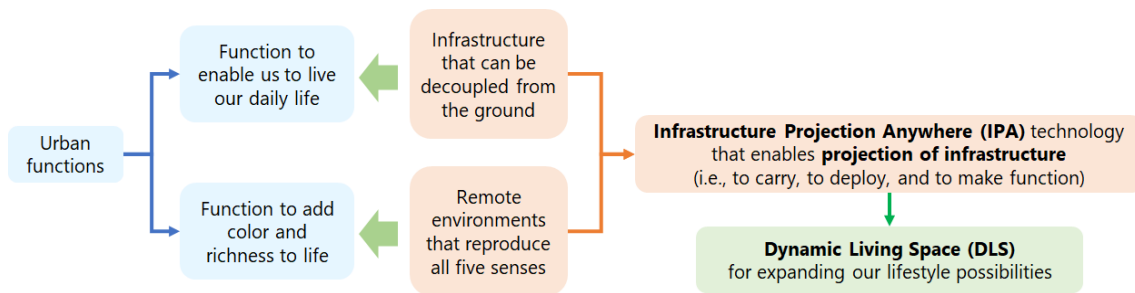 Urban
functions
Function to
enable us to live
our daily life
Function to add
color and
richness to life
Infrastructure
that can be
decoupled from
the ground
Remote
environments
that reproduce
all five senses
Infrastructure Projection Anywhere (IPA) technology
that enables projection of infrastructure
(i.e., to carry, to deploy, and to make function)
Dynamic Living Space (DLS)
for expanding our lifestyle possibilities